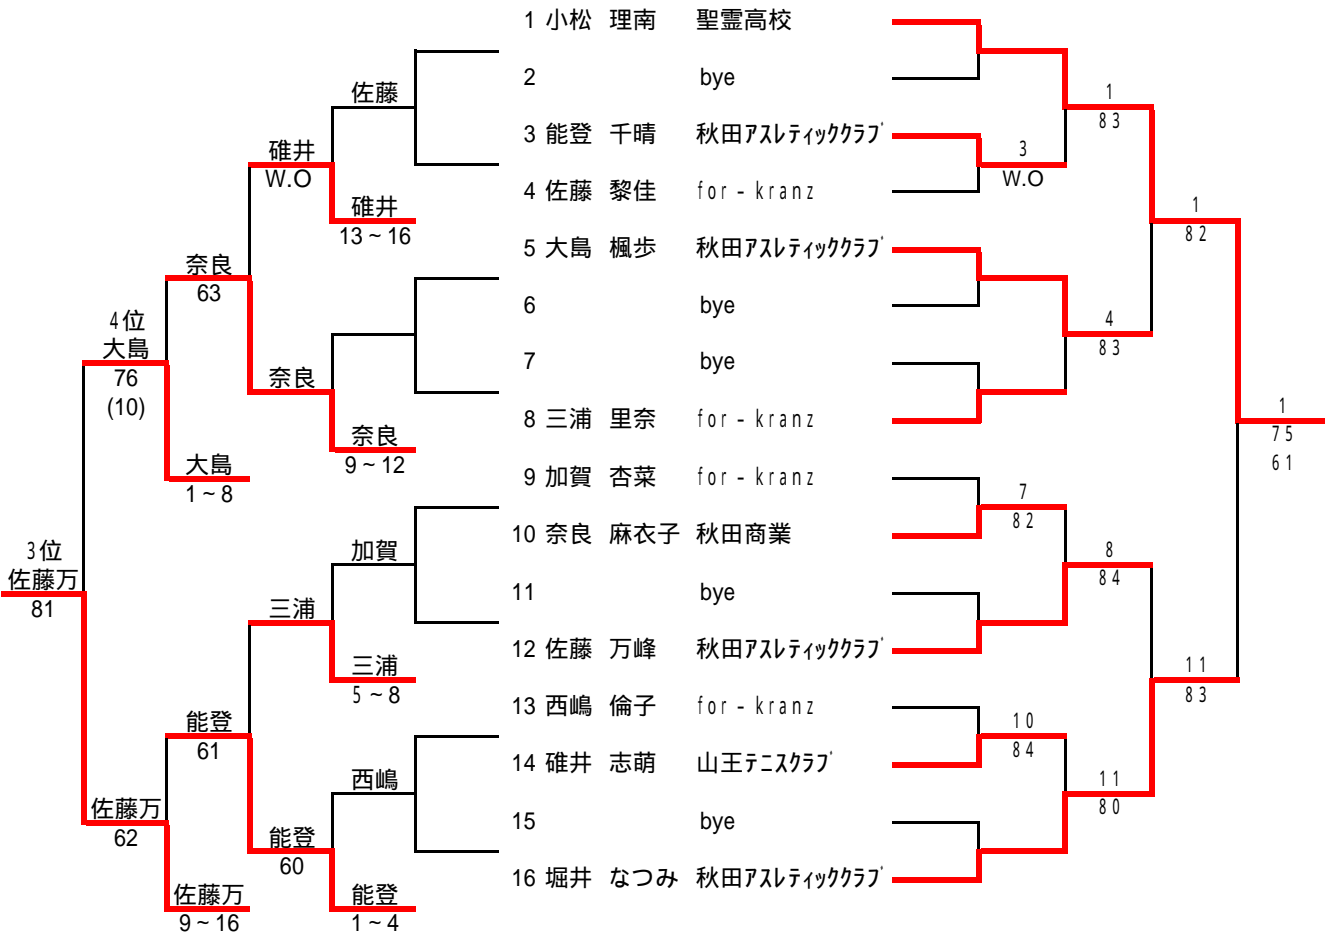 1 小松 理南 聖霊高校
2 bye
3 能登 千晴 秋田ｱｽﾚﾃｨｯｸｸﾗﾌﾞ
4 佐藤 黎佳 for‐kranz
5 大島 楓歩 秋田ｱｽﾚﾃｨｯｸｸﾗﾌﾞ
6 bye
7 bye
8 三浦 里奈 for‐kranz
9 加賀 杏菜 for‐kranz
10 奈良 麻衣子 秋田商業
11 bye
12 佐藤 万峰 秋田ｱｽﾚﾃｨｯｸｸﾗﾌﾞ
13 西嶋 倫子 for‐kranz
14 碓井 志萌 山王ﾃﾆｽｸﾗﾌﾞ
15 bye
16 堀井 なつみ 秋田ｱｽﾚﾃｨｯｸｸﾗﾌﾞ
佐藤
碓井
W.O
碓井
13～16
奈良
63
4位
大島
76
(10)
奈良
奈良
9～12
大島
1～8
3位
佐藤万
81
加賀
三浦
三浦
5～8
能登
61
西嶋
佐藤万
62
能登
60
佐藤万
9～16
能登
1～4
1
83
3
W.O
1
82
4
83
1
75
61
7
82
8
84
11
83
10
84
11
80